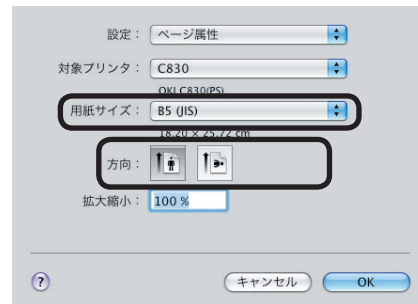 設定： ページ属性
対象プリンタ： C830
OKI C830(PS)
用紙サイズ： B5 (JIS)
18.20 × 25.72 cm
方向：
拡大縮小： 100 %
? キャンセル OK